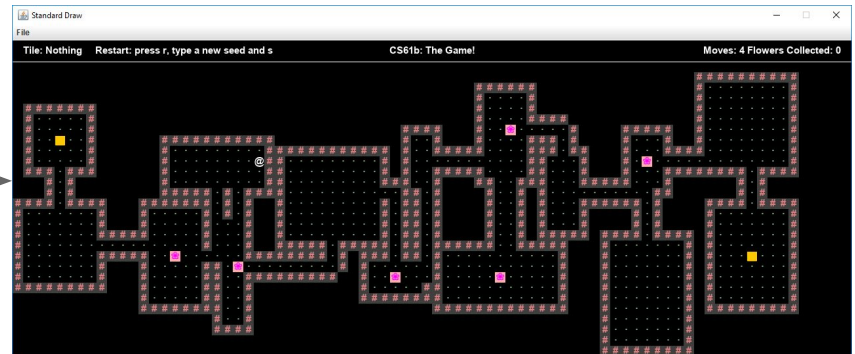 Standard Draw
File
Tile: Nothing Restart: press r, type a new seed and s CS61b: The Game! Moves: 4 Flowers Collected: 0
@